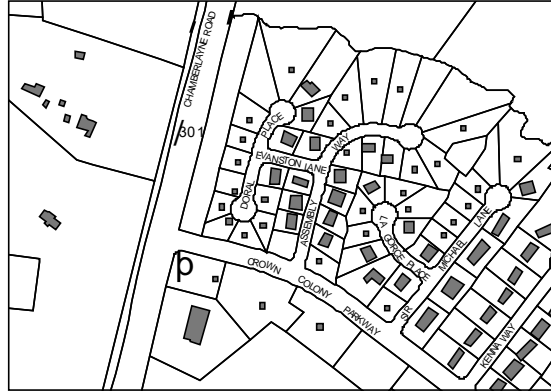 CHAMBERLAYNE ROAD
301
DORAL PLACE
EVANSTON LANE
ASSEMBLY WAY
LA GORGE PLACE
SIR MICHAEL LANE
KENNA WAY
CROWN COLONY PARKWAY
p